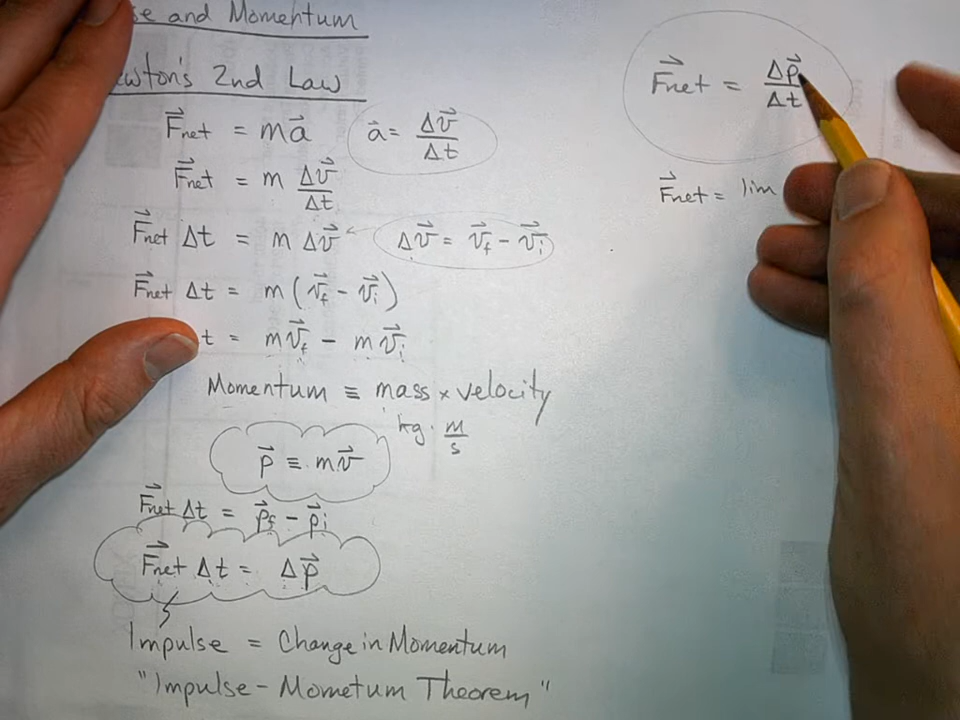 se and Momentum
ewton's 2nd Law
F⃗net = ma⃗
a⃗ = Δv⃗/Δt
F⃗net = m Δv⃗/Δt
F⃗net Δt = m Δv⃗
Δv⃗ = v⃗f - v⃗i
F⃗net Δt = m (v⃗f - v⃗i)
t = mv⃗f - mv⃗i
Momentum ≡ mass × velocity
kg · m/s
p⃗ ≡ mv⃗
F⃗net Δt = p⃗f - p⃗i
F⃗net Δt = Δp⃗
Impulse = Change in Momentum
"Impulse - Mometum Theorem"
F⃗net = Δp⃗/Δt
F⃗net = lim